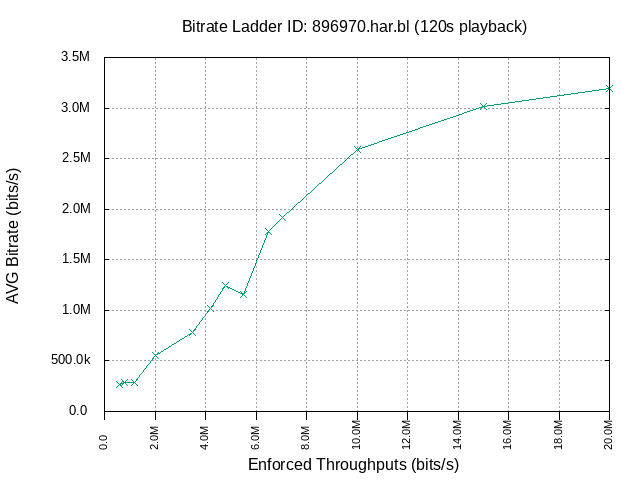 Bitrate Ladder ID: 896970.har.bl (120s playback)
3.5M
3.0M
2.5M
2.0M
1.5M
1.0M
500.0k
0.0
AVG Bitrate (bits/s)
0.0 2.0M 4.0M 6.0M 8.0M 10.0M 12.0M 14.0M 16.0M 18.0M 20.0M
Enforced Throughputs (bits/s)